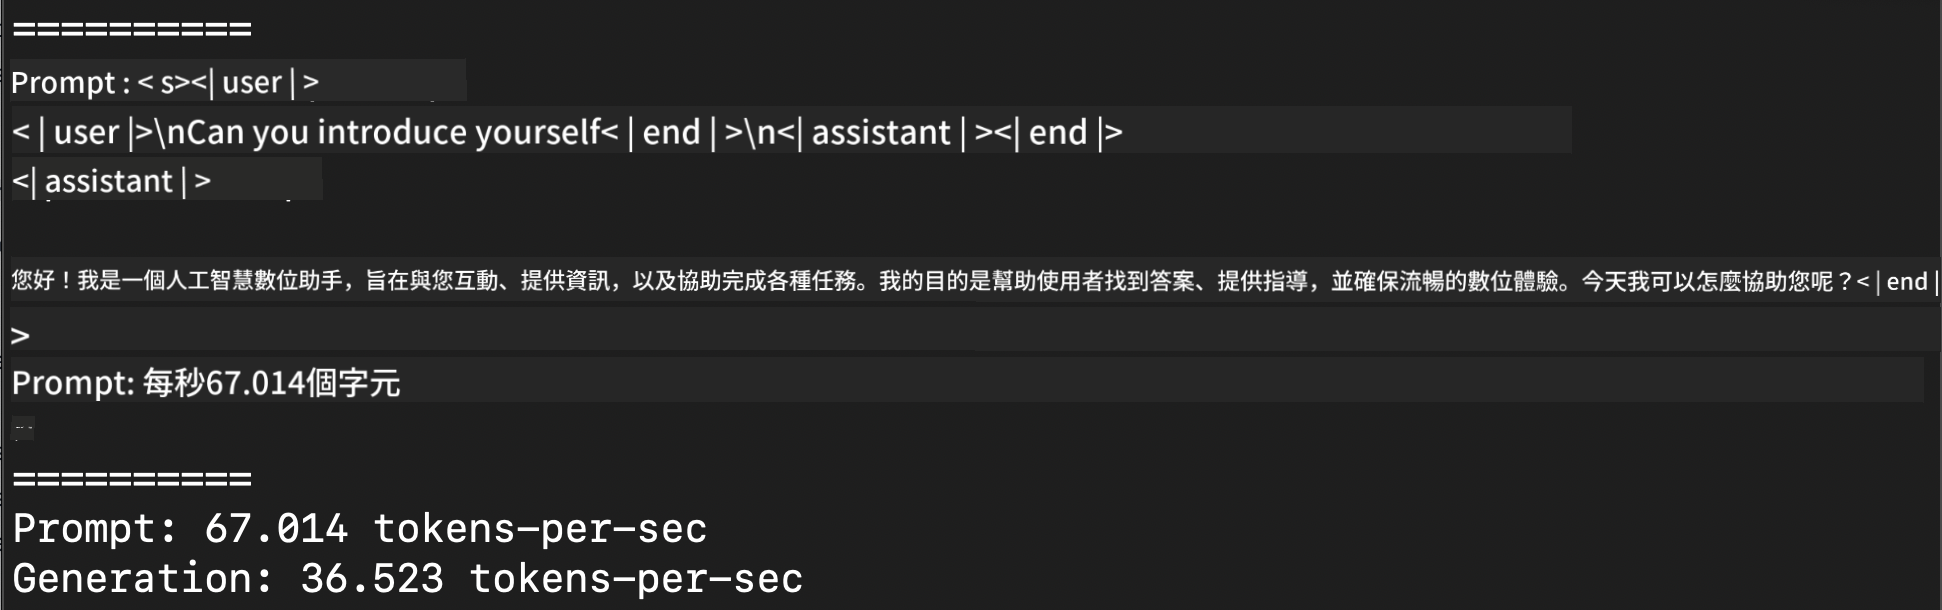 ==========
Prompt : < s><| user | >
< | user |>\nCan you introduce yourself< | end | >\n<| assistant | ><| end |>
<| assistant | >
您好！我是一個人工智慧數位助手，旨在與您互動、提供資訊，以及協助完成各種任務。我的目的是幫助使用者找到答案、提供指導，並確保流暢的數位體驗。今天我可以怎麼協助您呢？< | end |
>
Prompt: 每秒67.014個字元
==========
Prompt: 67.014 tokens-per-sec
Generation: 36.523 tokens-per-sec